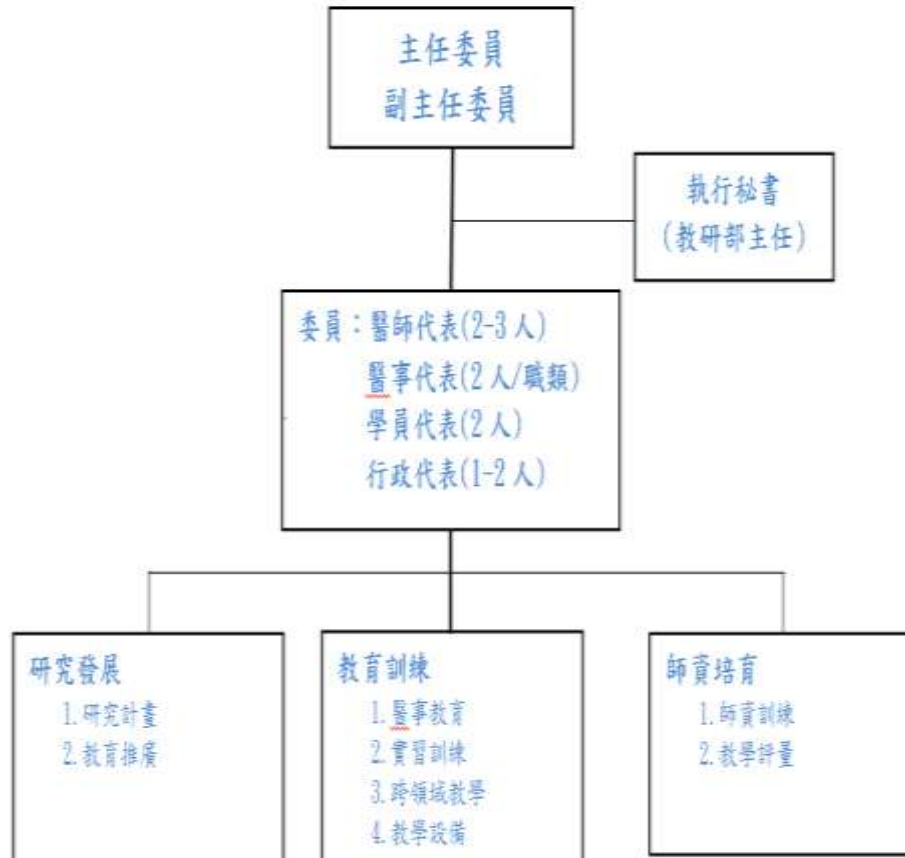 主任委員
副主任委員
執行秘書
(教研部主任)
委員：醫師代表(2-3人)
醫事代表(2人/職類)
學員代表(2人)
行政代表(1-2人)
研究發展
1.研究計畫
2.教育推廣
教育訓練
1.醫事教育
2.實習訓練
3.跨領域教學
4.教學設備
師資培育
1.師資訓練
2.教學評量